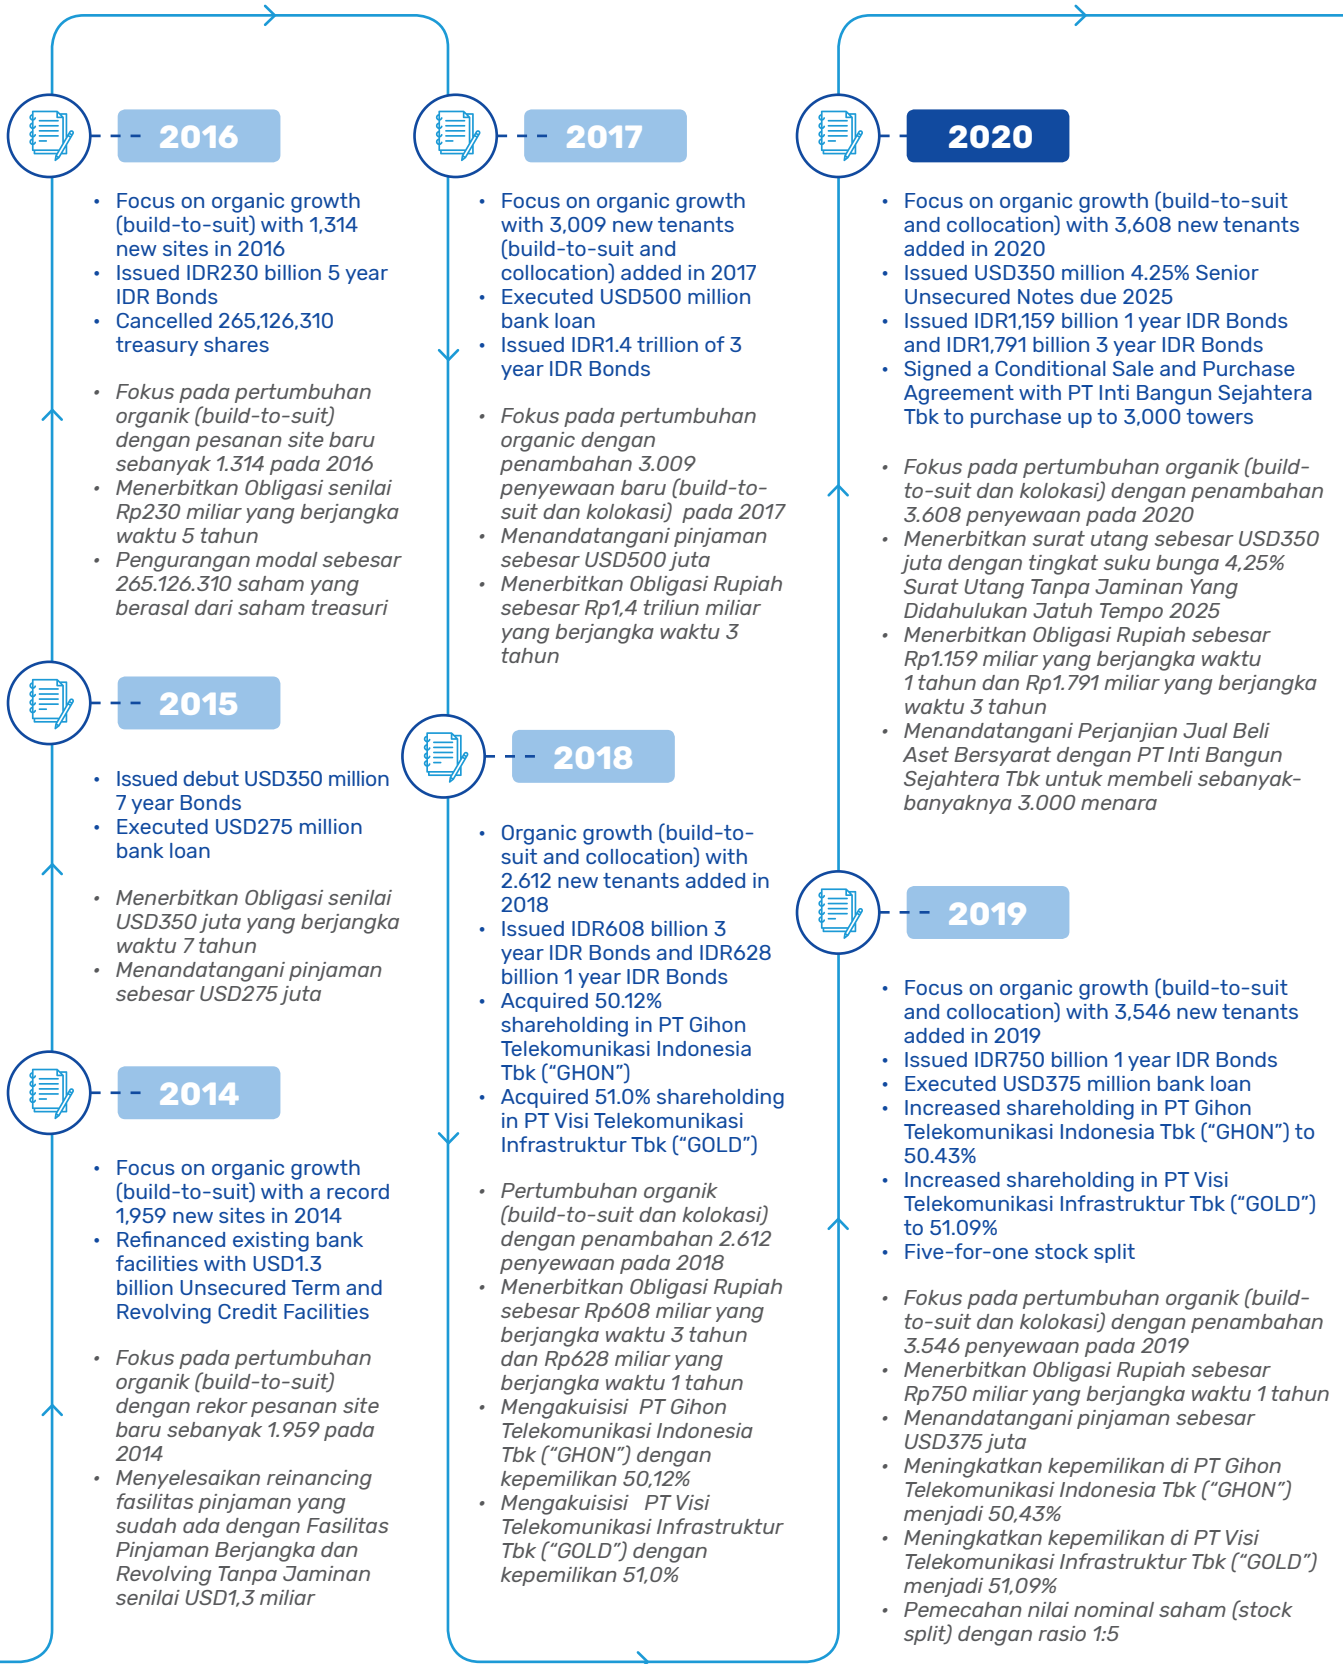 2016
• Focus on organic growth
(build-to-suit) with 1,314
new sites in 2016
• Issued IDR230 billion 5 year
IDR Bonds
• Cancelled 265,126,310
treasury shares
• Fokus pada pertumbuhan
organik (build-to-suit)
dengan pesanan site baru
sebanyak 1.314 pada 2016
• Menerbitkan Obligasi senilai
Rp230 miliar yang berjangka
waktu 5 tahun
• Pengurangan modal sebesar
265.126.310 saham yang
berasal dari saham treasuri
2015
• Issued debut USD350 million
7 year Bonds
• Executed USD275 million
bank loan
• Menerbitkan Obligasi senilai
USD350 juta yang berjangka
waktu 7 tahun
• Menandatangani pinjaman
sebesar USD275 juta
2014
• Focus on organic growth
(build-to-suit) with a record
1,959 new sites in 2014
• Refinanced existing bank
facilities with USD1.3
billion Unsecured Term and
Revolving Credit Facilities
• Fokus pada pertumbuhan
organik (build-to-suit)
dengan rekor pesanan site
baru sebanyak 1.959 pada
2014
• Menyelesaikan reinancing
fasilitas pinjaman yang
sudah ada dengan Fasilitas
Pinjaman Berjangka dan
Revolving Tanpa Jaminan
senilai USD1,3 miliar
2017
• Focus on organic growth
with 3,009 new tenants
(build-to-suit and
collocation) added in 2017
• Executed USD500 million
bank loan
• Issued IDR1.4 trillion of 3
year IDR Bonds
• Fokus pada pertumbuhan
organic dengan
penambahan 3.009
penyewaan baru (build-to-
suit dan kolokasi) pada 2017
• Menandatangani pinjaman
sebesar USD500 juta
• Menerbitkan Obligasi Rupiah
sebesar Rp1,4 triliun miliar
yang berjangka waktu 3
tahun
2018
• Organic growth (build-to-
suit and collocation) with
2.612 new tenants added in
2018
• Issued IDR608 billion 3
year IDR Bonds and IDR628
billion 1 year IDR Bonds
• Acquired 50.12%
shareholding in PT Gihon
Telekomunikasi Indonesia
Tbk (“GHON”)
• Acquired 51.0% shareholding
in PT Visi Telekomunikasi
Infrastruktur Tbk (“GOLD”)
• Pertumbuhan organik
(build-to-suit dan kolokasi)
dengan penambahan 2.612
penyewaan pada 2018
• Menerbitkan Obligasi Rupiah
sebesar Rp608 miliar yang
berjangka waktu 3 tahun
dan Rp628 miliar yang
berjangka waktu 1 tahun
• Mengakuisisi PT Gihon
Telekomunikasi Indonesia
Tbk (“GHON”) dengan
kepemilikan 50,12%
• Mengakuisisi PT Visi
Telekomunikasi Infrastruktur
Tbk (“GOLD”) dengan
kepemilikan 51,0%
2020
• Focus on organic growth (build-to-suit
and collocation) with 3,608 new tenants
added in 2020
• Issued USD350 million 4.25% Senior
Unsecured Notes due 2025
• Issued IDR1,159 billion 1 year IDR Bonds
and IDR1,791 billion 3 year IDR Bonds
• Signed a Conditional Sale and Purchase
Agreement with PT Inti Bangun Sejahtera
Tbk to purchase up to 3,000 towers
• Fokus pada pertumbuhan organik (build-
to-suit dan kolokasi) dengan penambahan
3.608 penyewaan pada 2020
• Menerbitkan surat utang sebesar USD350
juta dengan tingkat suku bunga 4,25%
Surat Utang Tanpa Jaminan Yang
Didahulukan Jatuh Tempo 2025
• Menerbitkan Obligasi Rupiah sebesar
Rp1.159 miliar yang berjangka waktu
1 tahun dan Rp1.791 miliar yang berjangka
waktu 3 tahun
• Menandatangani Perjanjian Jual Beli
Aset Bersyarat dengan PT Inti Bangun
Sejahtera Tbk untuk membeli sebanyak-
banyaknya 3.000 menara
2019
• Focus on organic growth (build-to-suit
and collocation) with 3,546 new tenants
added in 2019
• Issued IDR750 billion 1 year IDR Bonds
• Executed USD375 million bank loan
• Increased shareholding in PT Gihon
Telekomunikasi Indonesia Tbk (“GHON”) to
50.43%
• Increased shareholding in PT Visi
Telekomunikasi Infrastruktur Tbk (“GOLD”)
to 51.09%
• Five-for-one stock split
• Fokus pada pertumbuhan organik (build-
to-suit dan kolokasi) dengan penambahan
3.546 penyewaan pada 2019
• Menerbitkan Obligasi Rupiah sebesar
Rp750 miliar yang berjangka waktu 1 tahun
• Menandatangani pinjaman sebesar
USD375 juta
• Meningkatkan kepemilikan di PT Gihon
Telekomunikasi Indonesia Tbk (“GHON”)
menjadi 50,43%
• Meningkatkan kepemilikan di PT Visi
Telekomunikasi Infrastruktur Tbk (“GOLD”)
menjadi 51,09%
• Pemecahan nilai nominal saham (stock
split) dengan rasio 1:5